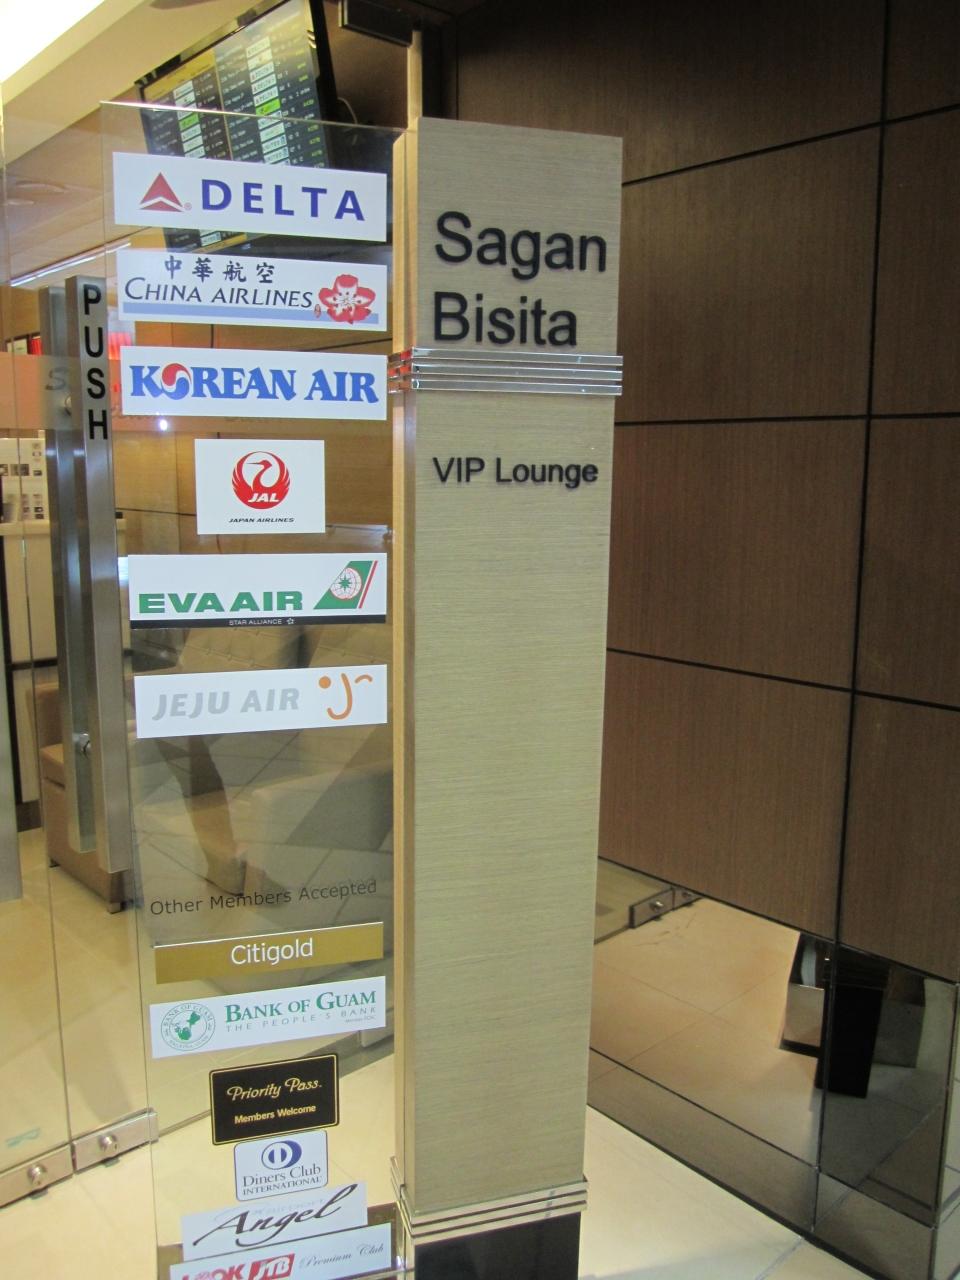 DELTA
中華航空
CHINA AIRLINES
KOREAN AIR
JAL
JAPAN AIRLINES
EVA AIR
STAR ALLIANCE
JEJU AIR
Other Members Accepted
Citigold
BANK OF GUAM
THE PEOPLE'S BANK
Priority Pass
Members Welcome
Diners Club
INTERNATIONAL
Angel
LOOK JTB Premium Club
PUSH
Sagan
Bisita
VIP Lounge